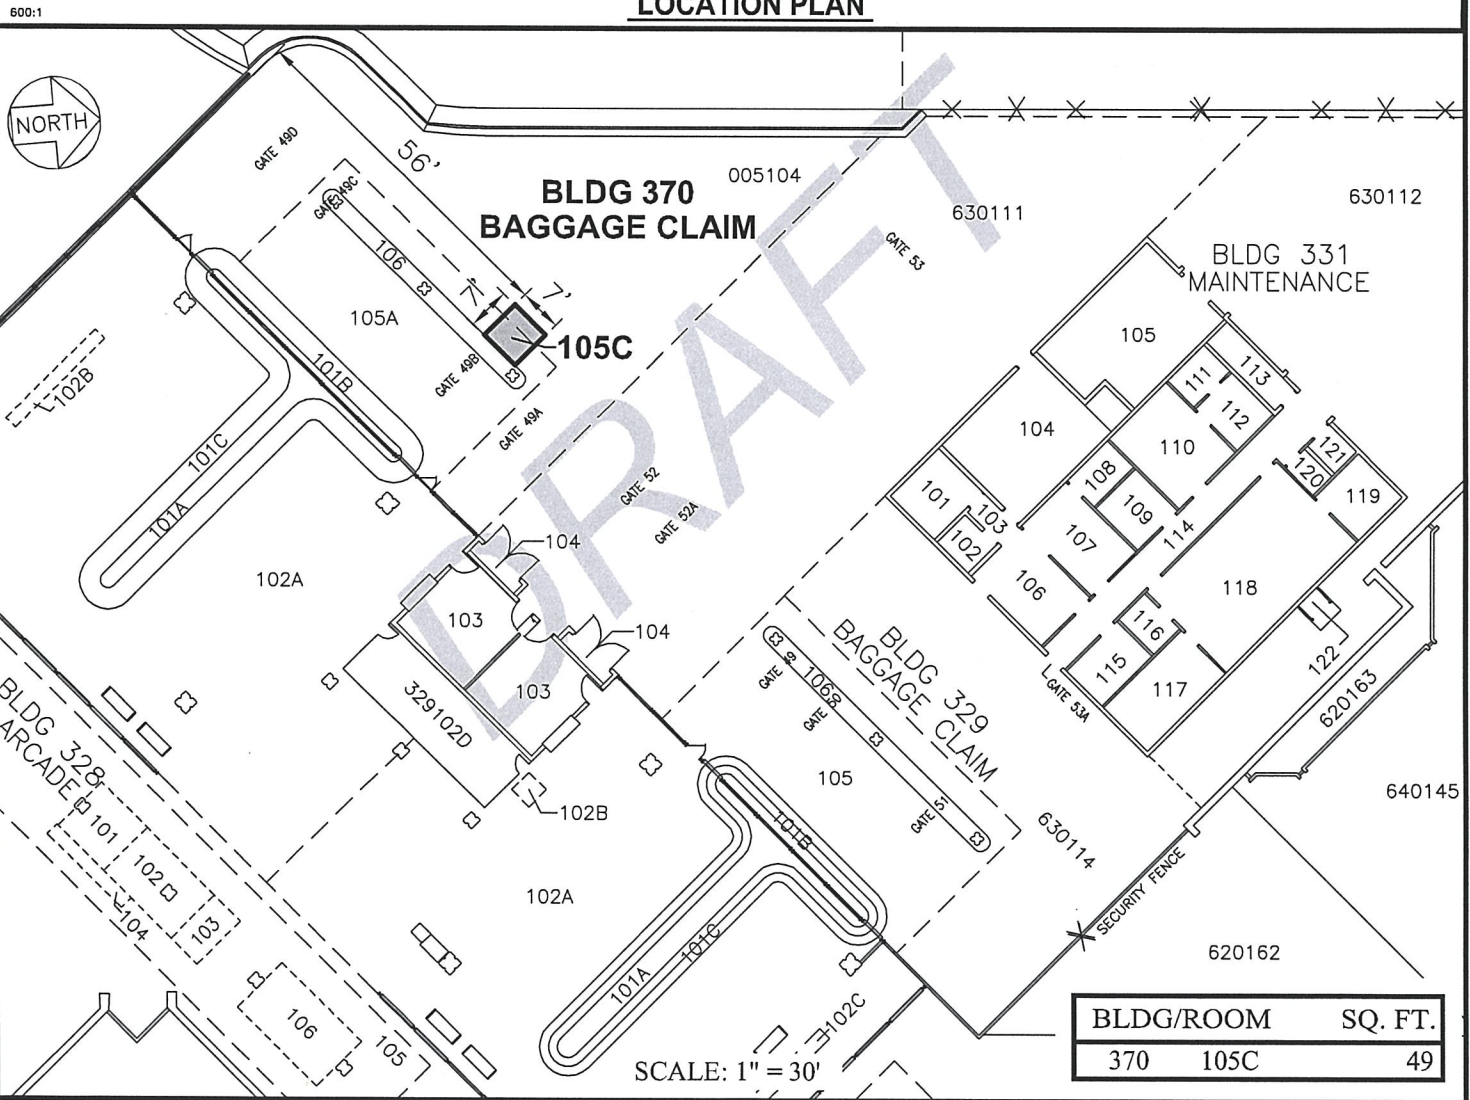 600:1
LOCATION PLAN
NORTH
GATE 49D
56'
GATE 49C
106
BLDG 370
BAGGAGE CLAIM
005104
630111
630112
GATE 53
BLDG 331
MAINTENANCE
7'
7'
105A
105C
GATE 49B
GATE 49A
101B
102B
101C
101A
102A
DRAFT
GATE 52
GATE 52A
104
103
104
103
329102D
102B
105
104
113
111
112
110
108
101
103
109
102
107
114
106
121
120
119
118
116
115
117
122
GATE 53A
620163
640145
BLDG 329
BAGGAGE CLAIM
GATE 49
GATE
105
GATE 51
630114
SECURITY FENCE
620162
BLDG 328
ARCADE
101
102
103
104
106
105
102A
101B
101C
101A
102C
SCALE: 1" = 30'
BLDG/ROOM SQ. FT.
370 105C 49